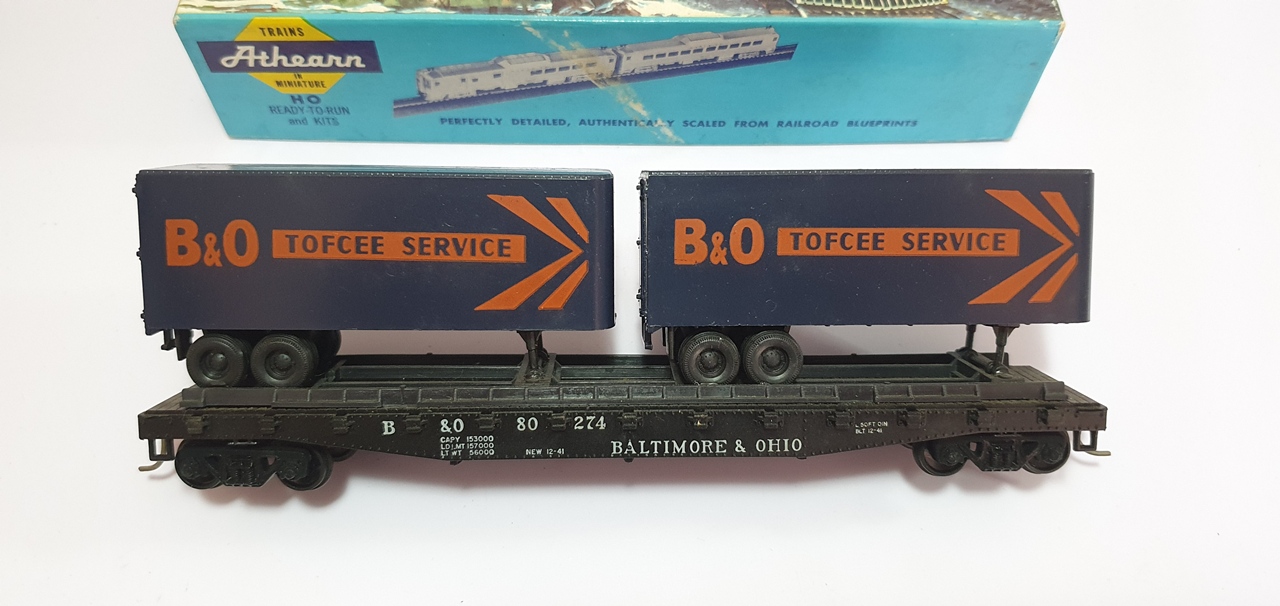 TRAINS
Athearn
IN
MINIATURE
HO
READY-TO-RUN
and KITS
PERFECTLY DETAILED, AUTHENTICALLY SCALED FROM RAILROAD BLUEPRINTS
B&O TOFCEE SERVICE
B&O TOFCEE SERVICE
B &O 80 274
CAPY 153000
LD LMT 157000
LT WT 56000
NEW 12-41
BALTIMORE & OHIO
BLT 12-41